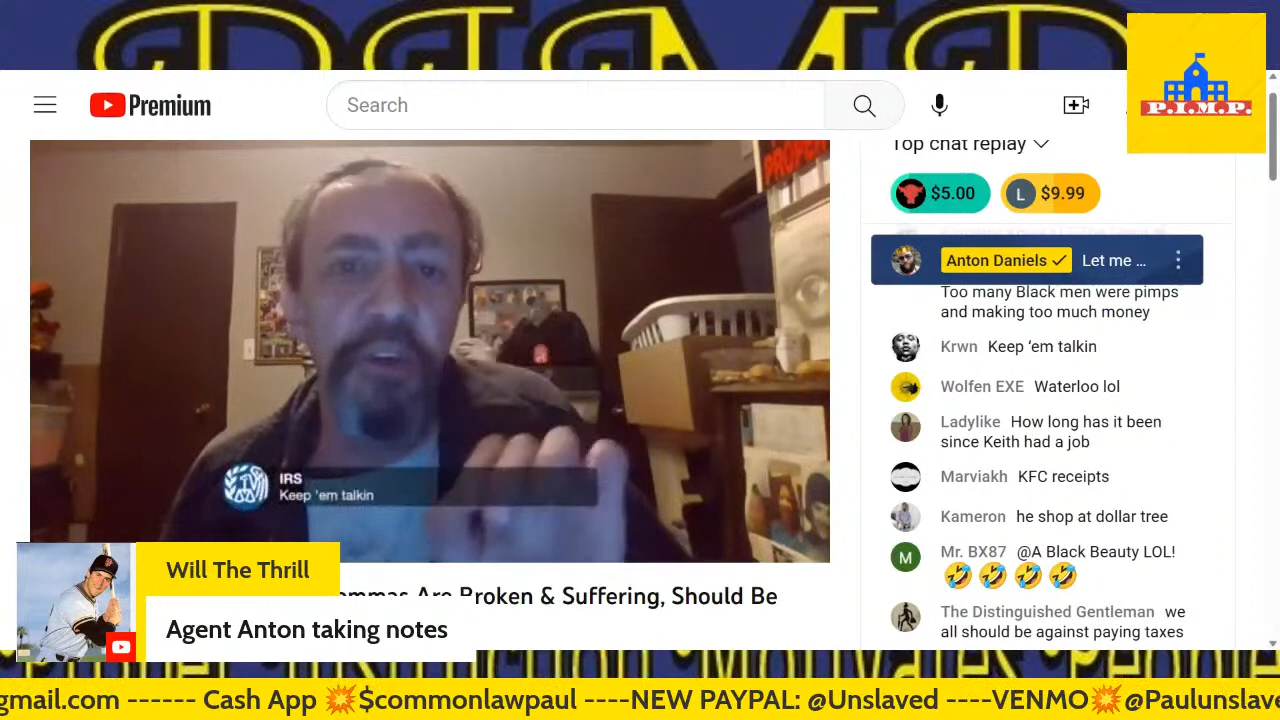 P.I.M.P.
Premium
Search
P.I.M.P.
Top chat replay
$5.00
L $9.99
Anton Daniels Let me ...
Too many Black men were pimps
and making too much money
Krwn Keep ‘em talkin
Wolfen EXE Waterloo lol
Ladylike How long has it been
since Keith had a job
Marviakh KFC receipts
Kameron he shop at dollar tree
M Mr. BX87 @A Black Beauty LOL!
The Distinguished Gentleman we
all should be against paying taxes
IRS
Keep 'em talkin
Are Broken & Suffering, Should Be
Will The Thrill
Agent Anton taking notes
gmail.com ------ Cash App 💥$commonlawpaul ----NEW PAYPAL: @Unslaved ----VENMO💥@Paulunslave